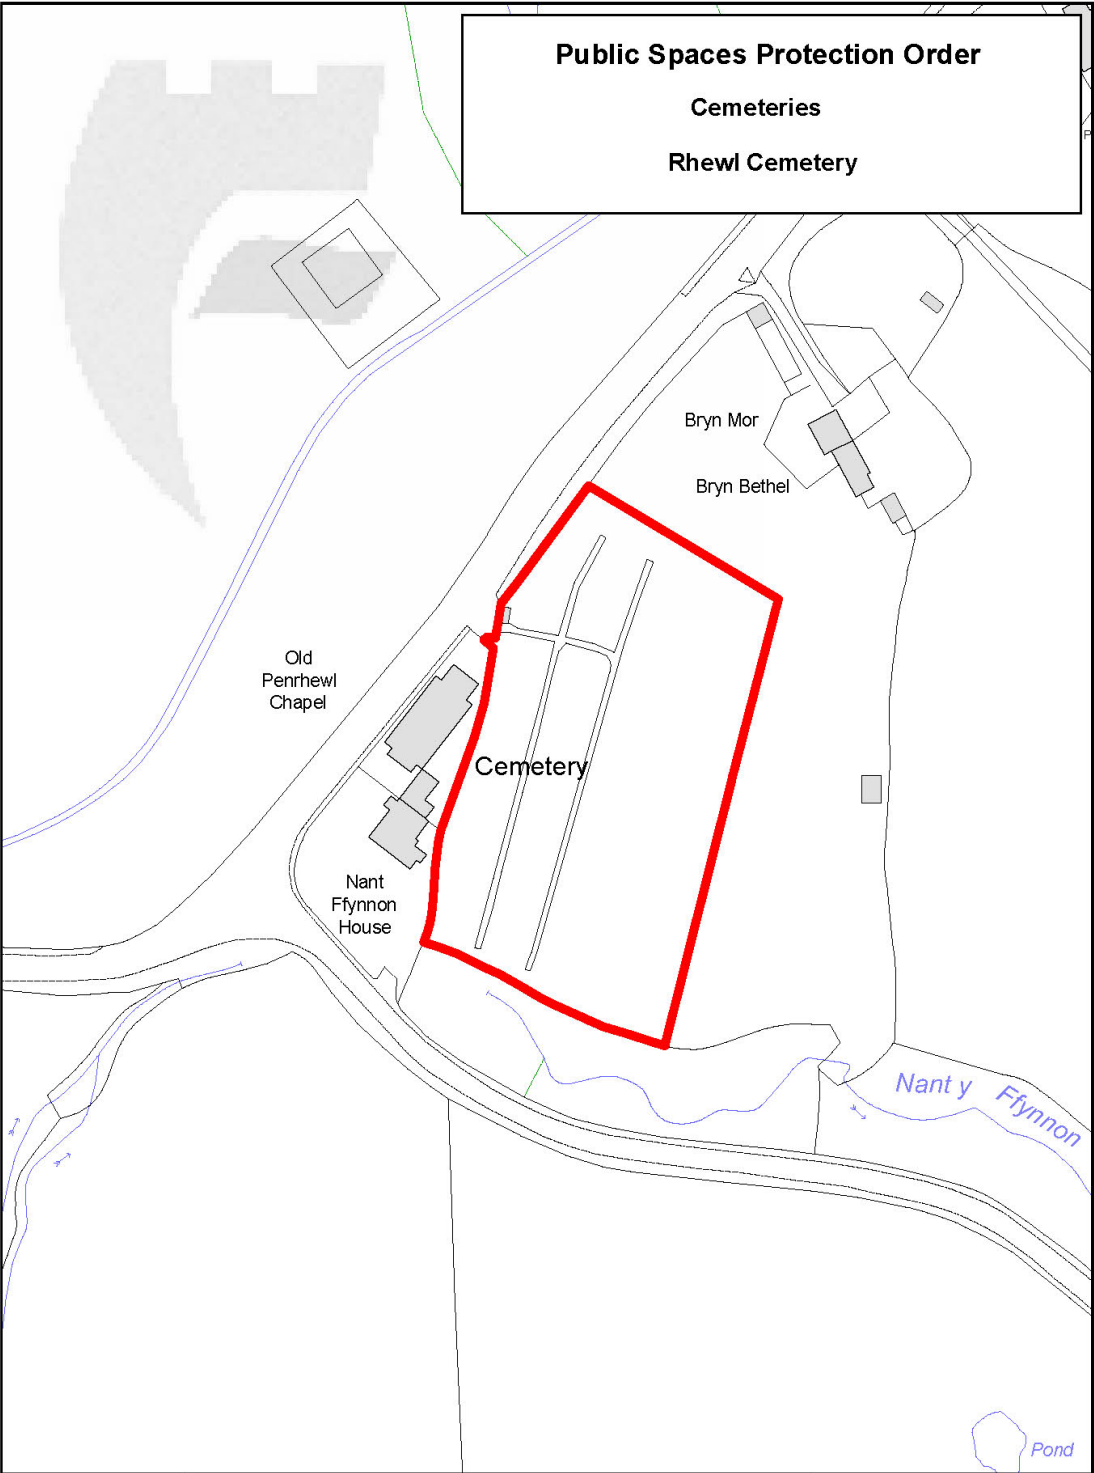 Public Spaces Protection Order
Cemeteries
Rhewl Cemetery
P
Bryn Mor
Bryn Bethel
Old
Penrhewl
Chapel
Cemetery
Nant
Ffynnon
House
Nant y Ffynnon
Pond